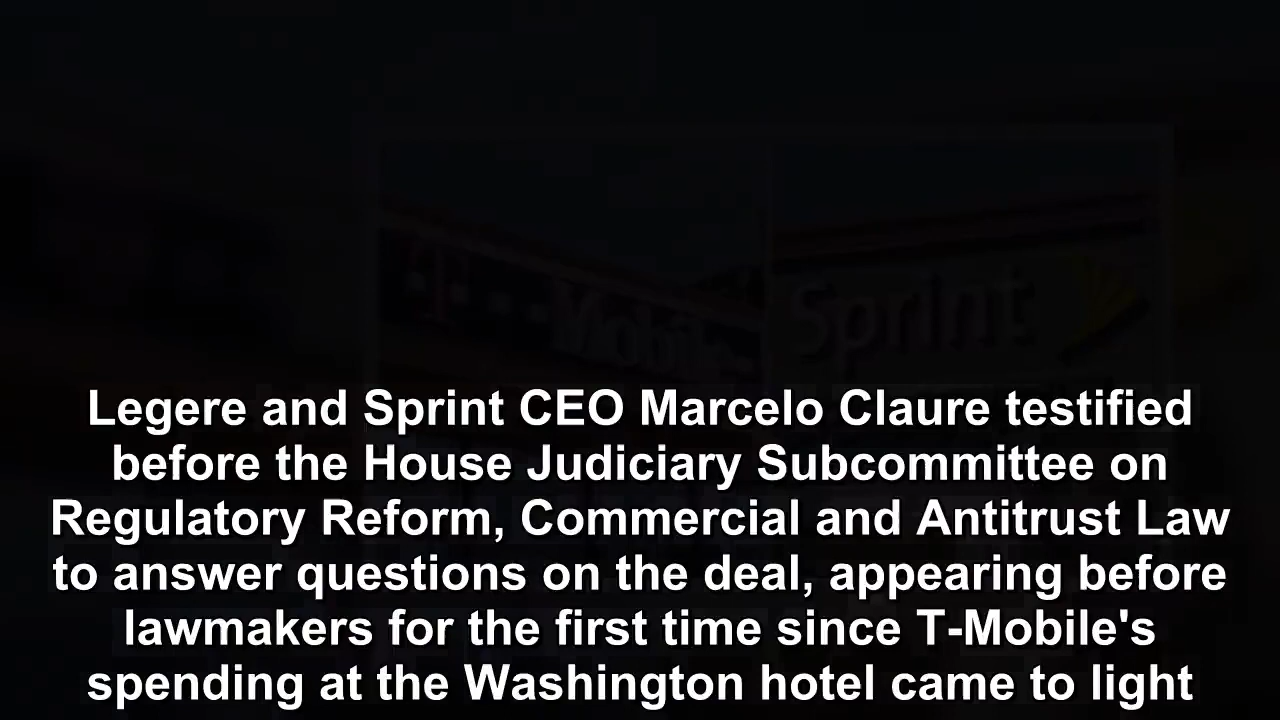 T-Mobile
Sprint
Legere and Sprint CEO Marcelo Claure testified
before the House Judiciary Subcommittee on
Regulatory Reform, Commercial and Antitrust Law
to answer questions on the deal, appearing before
lawmakers for the first time since T-Mobile's
spending at the Washington hotel came to light